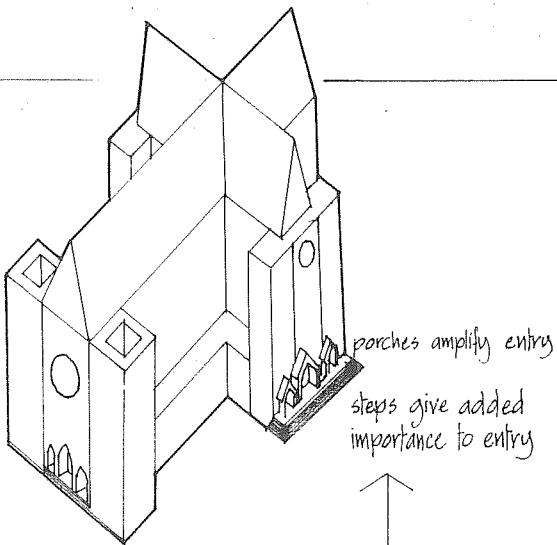 porches amplify entry
steps give added
importance to entry